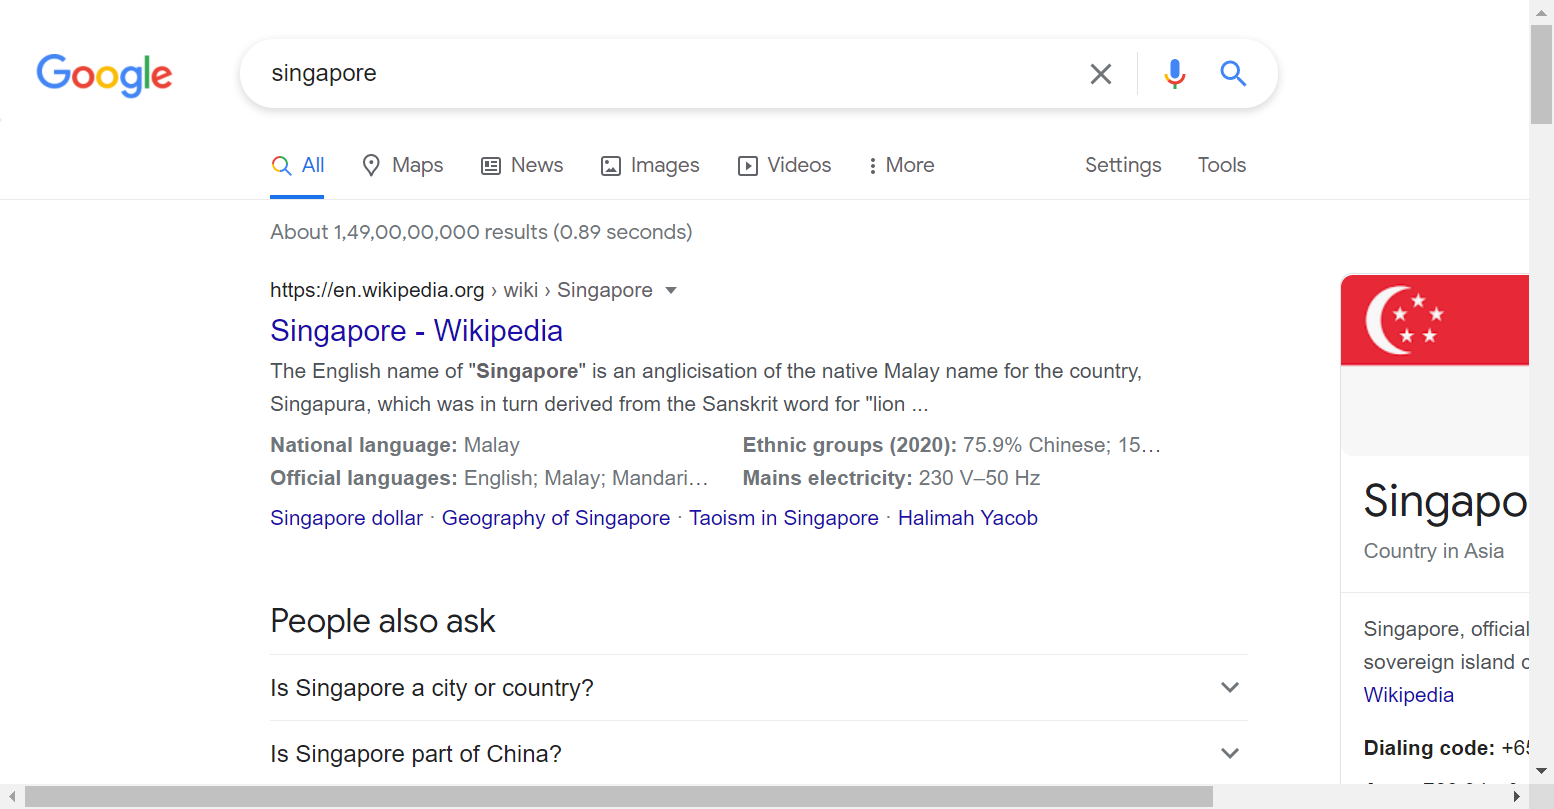 Google
singapore
All Maps News Images Videos More Settings Tools
About 1,49,00,00,000 results (0.89 seconds)
https://en.wikipedia.org › wiki › Singapore
Singapore - Wikipedia
The English name of "Singapore" is an anglicisation of the native Malay name for the country,
Singapura, which was in turn derived from the Sanskrit word for "lion ...
National language: Malay
Ethnic groups (2020): 75.9% Chinese; 15…
Official languages: English; Malay; Mandari…
Mains electricity: 230 V–50 Hz
Singapore dollar · Geography of Singapore · Taoism in Singapore · Halimah Yacob
People also ask
Is Singapore a city or country?
Is Singapore part of China?
Singapo
Country in Asia
Singapore, official
sovereign island
Wikipedia
Dialing code: +65